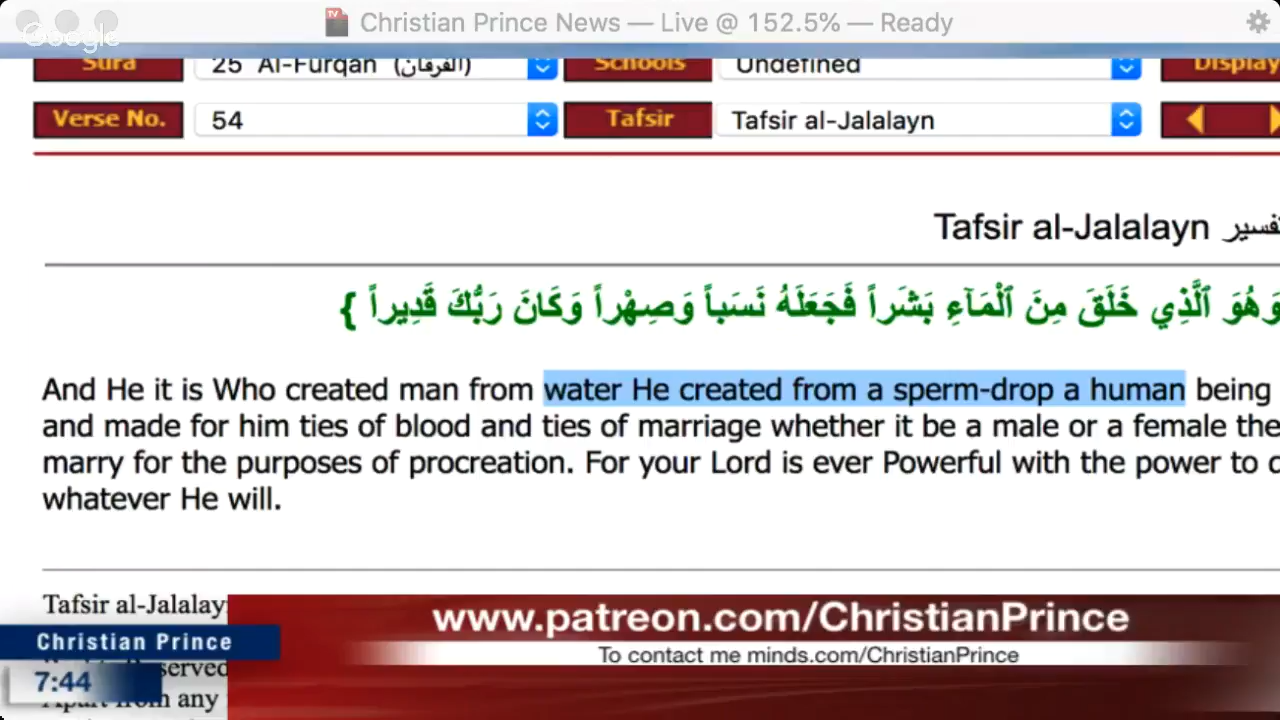 Christian Prince News — Live @ 152.5% — Ready
Google
Sura 25 Al-Furqan (الفرقان) Schools Undefined Display
Verse No. 54 Tafsir Tafsir al-Jalalayn
Tafsir al-Jalalayn تفسير
وَهُوَ ٱلَّذِي خَلَقَ مِنَ ٱلْمَآءِ بَشَراً فَجَعَلَهُ نَسَباً وَصِهْراً وَكَانَ رَبُّكَ قَدِيراً }
And He it is Who created man from water He created from a sperm-drop a human being
and made for him ties of blood and ties of marriage whether it be a male or a female the
marry for the purposes of procreation. For your Lord is ever Powerful with the power to
whatever He will.
Tafsir al-Jalalay
www.patreon.com/ChristianPrince
Christian Prince
To contact me minds.com/ChristianPrince
served
7:44
Apart from any